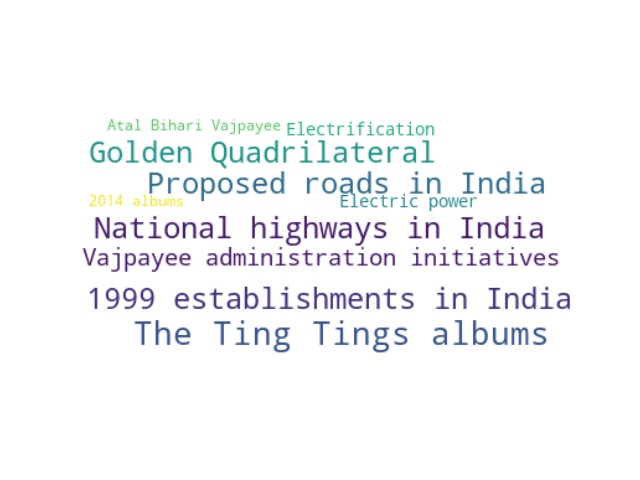 Atal Bihari Vajpayee
Electrification
Golden Quadrilateral
Proposed roads in India
2014 albums
Electric power
National highways in India
Vajpayee administration initiatives
1999 establishments in India
The Ting Tings albums